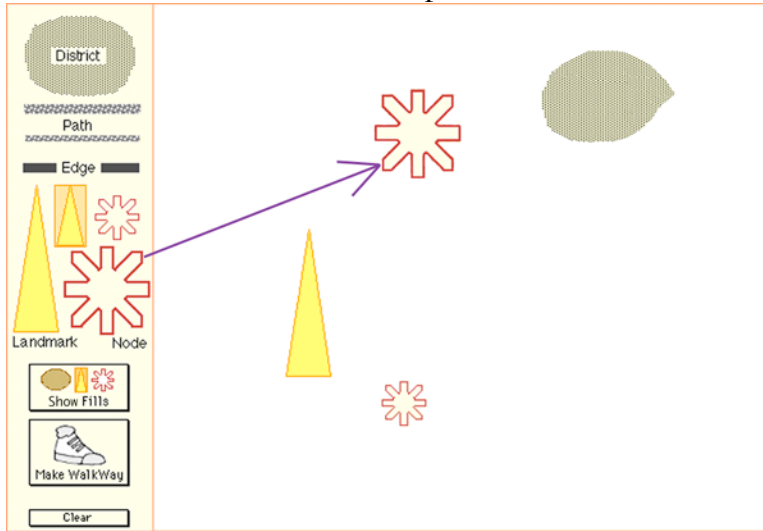 District
Path
Edge
Landmark Node
Show Fills
Make WalkWay
Clear